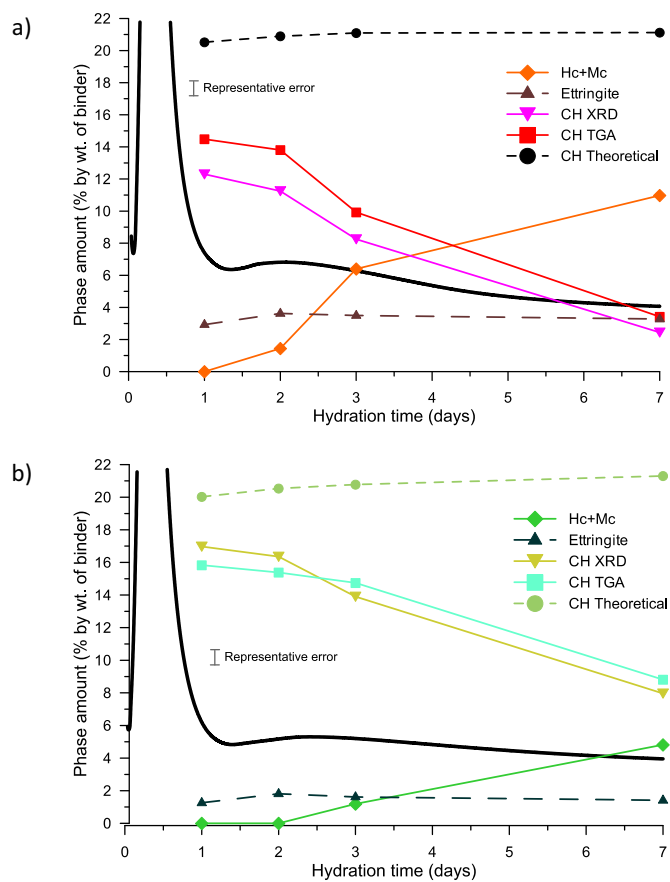 a)
Phase amount (% by wt. of binder)
22
20
18
16
14
12
10
8
6
4
2
0
Representative error
Hc+Mc
Ettringite
CH XRD
CH TGA
CH Theoretical
0 1 2 3 4 5 6 7
Hydration time (days)
b)
Phase amount (% by wt. of binder)
22
20
18
16
14
12
10
8
6
4
2
0
Hc+Mc
Ettringite
CH XRD
CH TGA
CH Theoretical
Representative error
0 1 2 3 4 5 6 7
Hydration time (days)